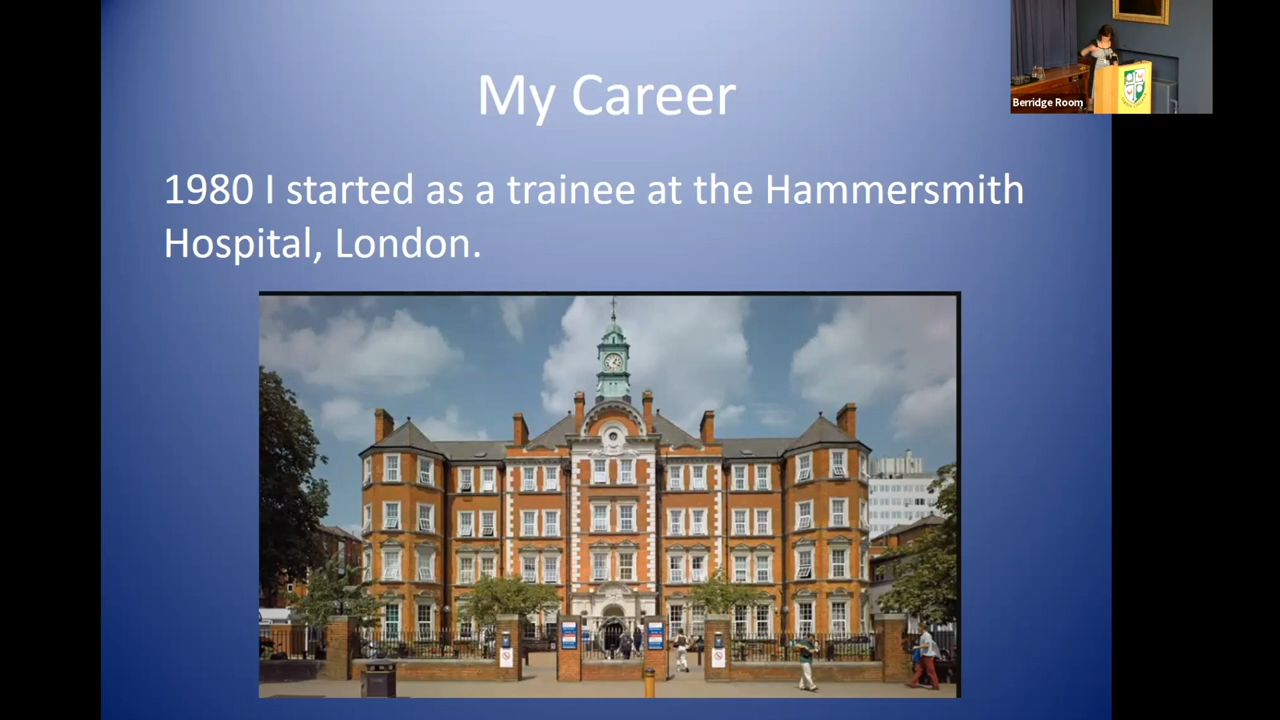 My Career
Berridge Room
1980 I started as a trainee at the Hammersmith
Hospital, London.